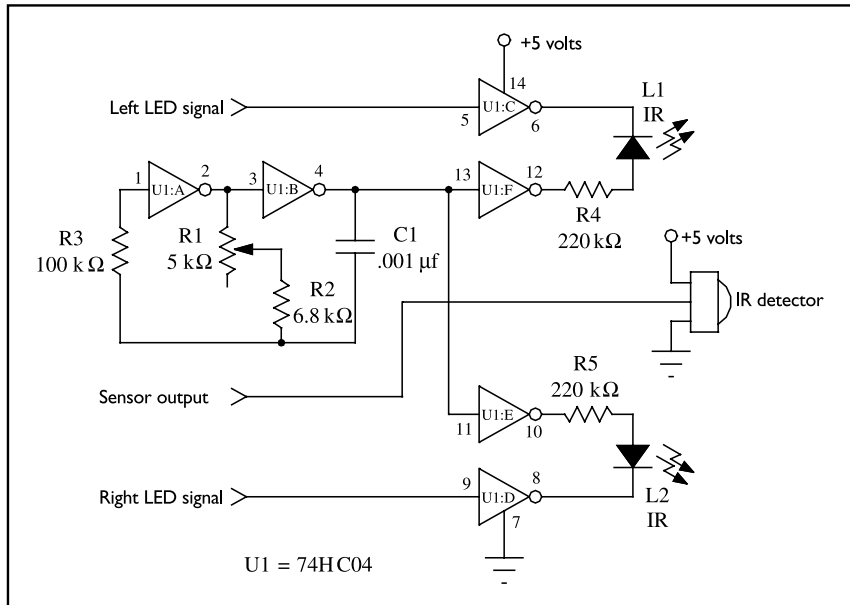 +5 volts
14
L1
IR
Left LED signal
5
U1:C
6
1
U1:A
2
3
U1:B
4
13
U1:F
12
R4
220 kΩ
R3
100 kΩ
R1
5 kΩ
C1
.001 µf
R2
6.8 kΩ
+5 volts
IR detector
Sensor output
R5
220 kΩ
11
U1:E
10
Right LED signal
9
U1:D
8
7
L2
IR
U1 = 74HC04